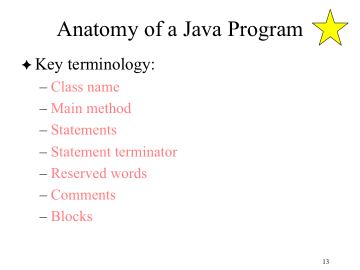 Anatomy of a Java Program
Key terminology:
– Class name
– Main method
– Statements
– Statement terminator
– Reserved words
– Comments
– Blocks
13